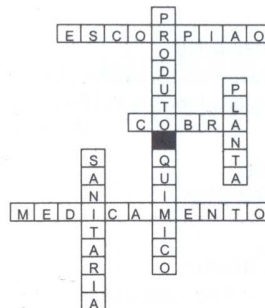 PRODUTO QUIMICO
ESCORPIAO
PLANTA
COBRA
SANITARIA
MEDICAMENTO